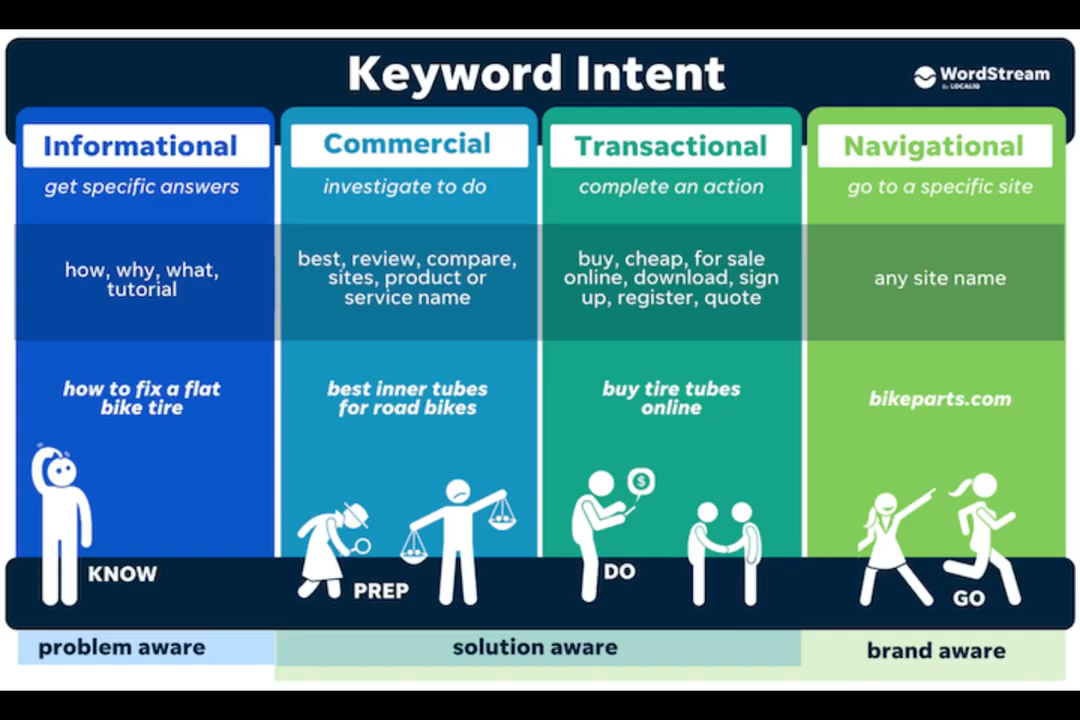 Keyword Intent
WordStream
By LOCALiQ
Informational
get specific answers
how, why, what,
tutorial
how to fix a flat
bike tire
KNOW
Commercial
investigate to do
best, review, compare,
sites, product or
service name
best inner tubes
for road bikes
PREP
Transactional
complete an action
buy, cheap, for sale
online, download, sign
up, register, quote
buy tire tubes
online
$
DO
Navigational
go to a specific site
any site name
bikeparts.com
GO
problem aware
solution aware
brand aware